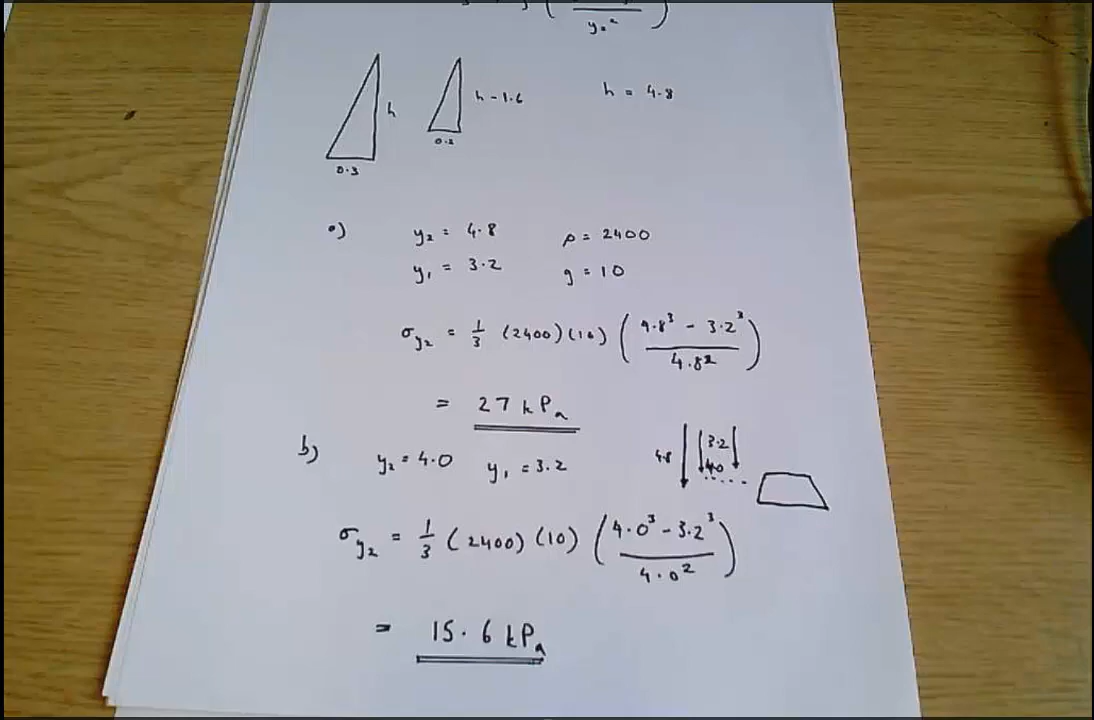 y₂²
h
h - 1.6
h = 4.8
0.3
0.2
a) y₂ = 4.8 ρ = 2400
y₁ = 3.2 g = 10
σy₂ = 1/3 (2400)(10) ( (4.8³ - 3.2³) / 4.8² )
= 27 kPa
b) y₂ = 4.0 y₁ = 3.2
4.8 3.2
4.0
σy₂ = 1/3 (2400)(10) ( (4.0³ - 3.2³) / 4.0² )
= 15.6 kPa